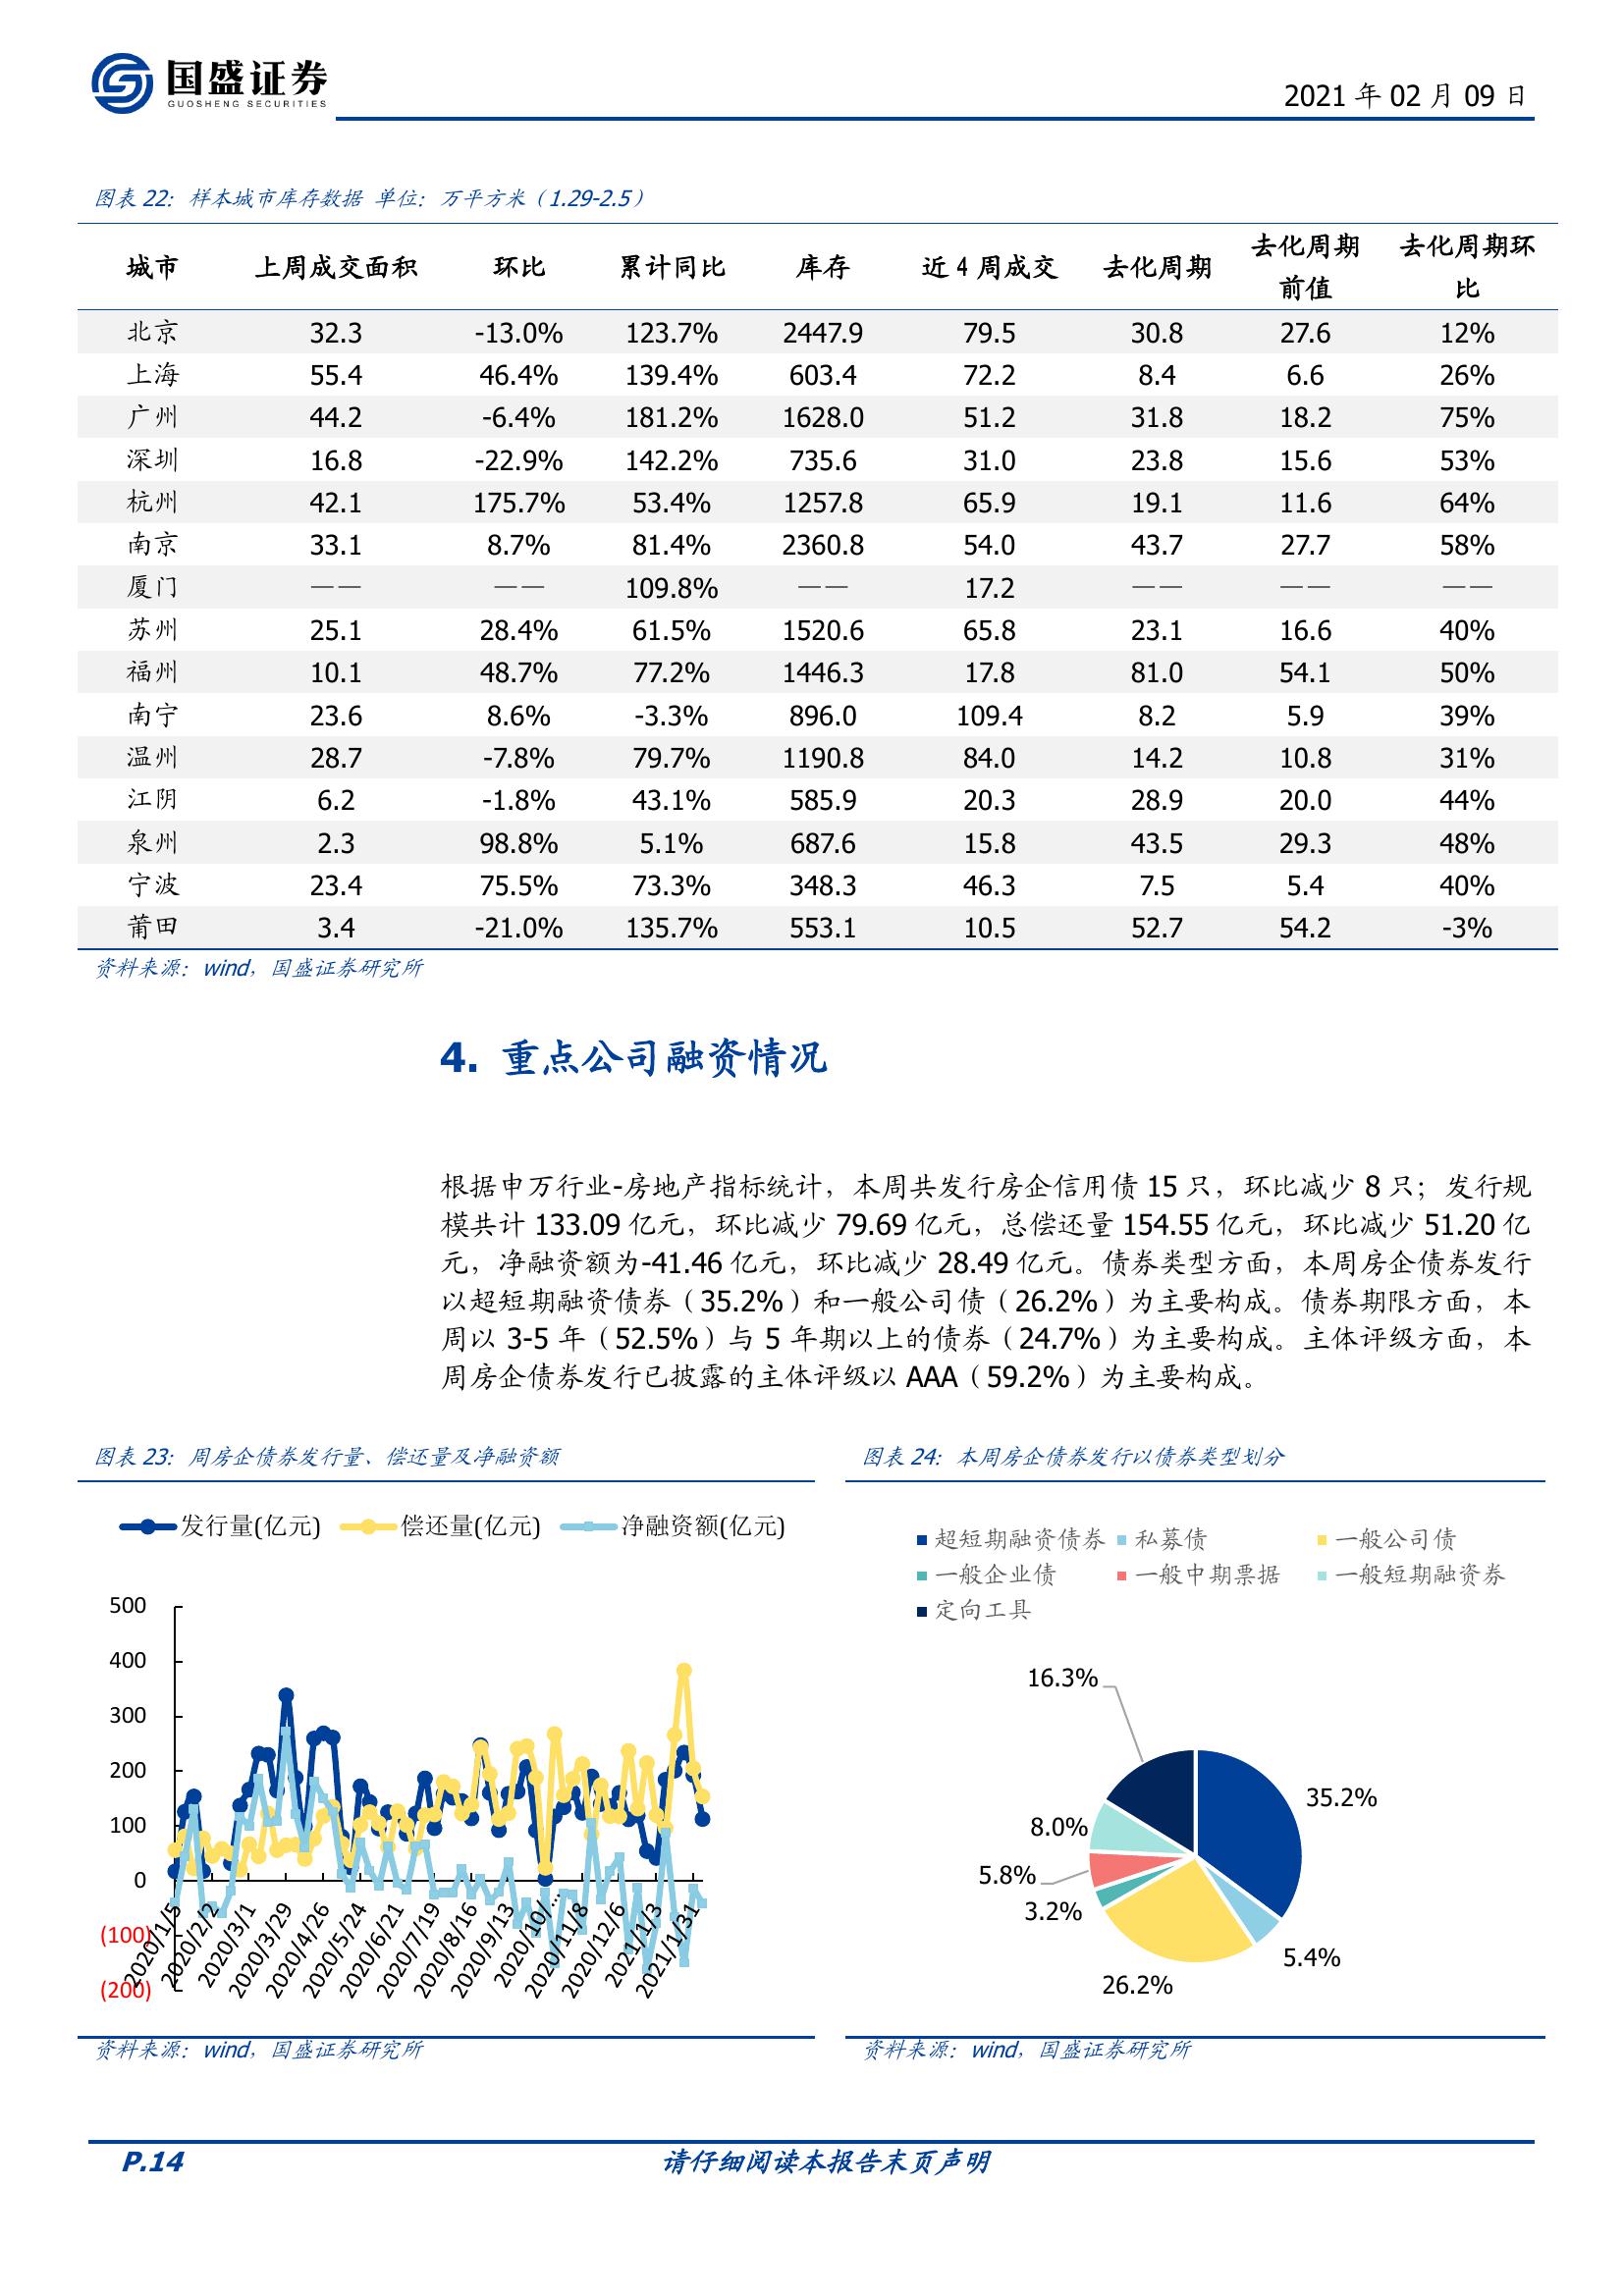 国盛证券
GUOSHENG SECURITIES
2021 年 02 月 09 日
图表 22：样本城市库存数据 单位：万平方米（1.29-2.5）
城市 上周成交面积 环比 累计同比 库存 近 4 周成交 去化周期 去化周期前值 去化周期环比
北京 32.3 -13.0% 123.7% 2447.9 79.5 30.8 27.6 12%
上海 55.4 46.4% 139.4% 603.4 72.2 8.4 6.6 26%
广州 44.2 -6.4% 181.2% 1628.0 51.2 31.8 18.2 75%
深圳 16.8 -22.9% 142.2% 735.6 31.0 23.8 15.6 53%
杭州 42.1 175.7% 53.4% 1257.8 65.9 19.1 11.6 64%
南京 33.1 8.7% 81.4% 2360.8 54.0 43.7 27.7 58%
厦门 —— —— 109.8% —— 17.2 —— —— ——
苏州 25.1 28.4% 61.5% 1520.6 65.8 23.1 16.6 40%
福州 10.1 48.7% 77.2% 1446.3 17.8 81.0 54.1 50%
南宁 23.6 8.6% -3.3% 896.0 109.4 8.2 5.9 39%
温州 28.7 -7.8% 79.7% 1190.8 84.0 14.2 10.8 31%
江阴 6.2 -1.8% 43.1% 585.9 20.3 28.9 20.0 44%
泉州 2.3 98.8% 5.1% 687.6 15.8 43.5 29.3 48%
宁波 23.4 75.5% 73.3% 348.3 46.3 7.5 5.4 40%
莆田 3.4 -21.0% 135.7% 553.1 10.5 52.7 54.2 -3%
资料来源：wind，国盛证券研究所
4. 重点公司融资情况
根据申万行业-房地产指标统计，本周共发行房企信用债 15 只，环比减少 8 只；发行规
模共计 133.09 亿元，环比减少 79.69 亿元，总偿还量 154.55 亿元，环比减少 51.20 亿
元，净融资额为-41.46 亿元，环比减少 28.49 亿元。债券类型方面，本周房企债券发行
以超短期融资债券（35.2%）和一般公司债（26.2%）为主要构成。债券期限方面，本
周以 3-5 年（52.5%）与 5 年期以上的债券（24.7%）为主要构成。主体评级方面，本
周房企债券发行已披露的主体评级以 AAA（59.2%）为主要构成。
图表 23：周房企债券发行量、偿还量及净融资额
发行量(亿元) 偿还量(亿元) 净融资额(亿元)
500
400
300
200
100
0
(100)
(200)
2020/1/5
2020/2/2
2020/3/1
2020/3/29
2020/4/26
2020/5/24
2020/6/21
2020/7/19
2020/8/16
2020/9/13
2020/10/…
2020/11/8
2020/12/6
2021/1/3
2021/1/31
资料来源：wind，国盛证券研究所
图表 24：本周房企债券发行以债券类型划分
超短期融资债券 私募债 一般公司债
一般企业债 一般中期票据 一般短期融资券
定向工具
16.3%
35.2%
8.0%
5.8%
3.2%
5.4%
26.2%
资料来源：wind，国盛证券研究所
P.14
请仔细阅读本报告末页声明